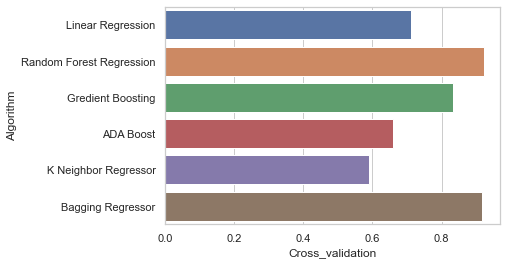 Linear Regression
Random Forest Regression
Gredient Boosting
ADA Boost
K Neighbor Regressor
Bagging Regressor
Algorithm
0.0 0.2 0.4 0.6 0.8
Cross_validation